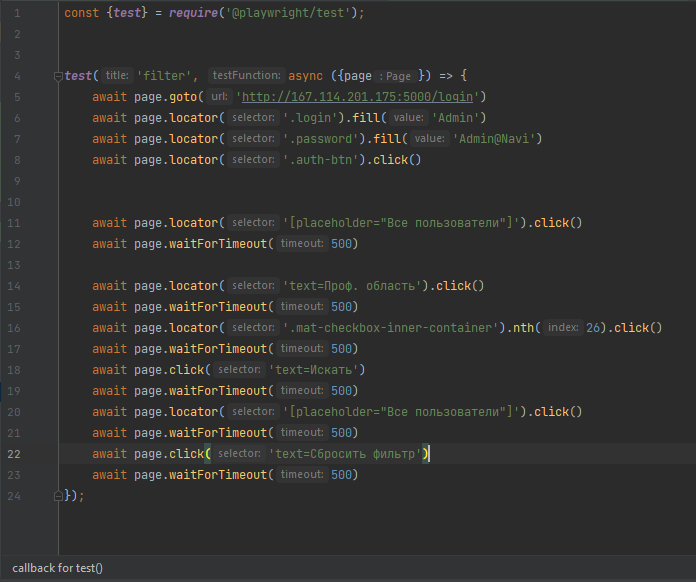 1 const {test} = require('@playwright/test');
2
3
4 test( title: 'filter', testFunction: async ({page : Page }) => {
5 await page.goto( url: 'http://167.114.201.175:5000/login')
6 await page.locator( selector: '.login').fill( value: 'Admin')
7 await page.locator( selector: '.password').fill( value: 'Admin@Navi')
8 await page.locator( selector: '.auth-btn').click()
9
10
11 await page.locator( selector: '[placeholder="Все пользователи"]').click()
12 await page.waitForTimeout( timeout: 500)
13
14 await page.locator( selector: 'text=Проф. область').click()
15 await page.waitForTimeout( timeout: 500)
16 await page.locator( selector: '.mat-checkbox-inner-container').nth( index: 26).click()
17 await page.waitForTimeout( timeout: 500)
18 await page.click( selector: 'text=Искать')
19 await page.waitForTimeout( timeout: 500)
20 await page.locator( selector: '[placeholder="Все пользователи"]').click()
21 await page.waitForTimeout( timeout: 500)
22 await page.click( selector: 'text=Сбросить фильтр')
23 await page.waitForTimeout( timeout: 500)
24 });
callback for test()